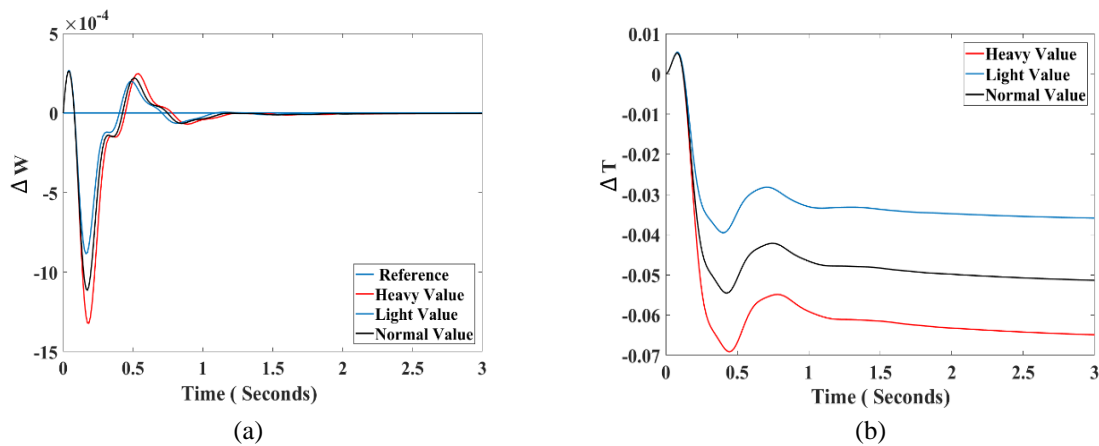 ×10⁻⁴
5
0
-5
-10
-15
ΔW
Reference
Heavy Value
Light Value
Normal Value
0 0.5 1 1.5 2 2.5 3
Time ( Seconds)
(a)
0.01
0
-0.01
-0.02
-0.03
-0.04
-0.05
-0.06
-0.07
ΔT
Heavy Value
Light Value
Normal Value
0 0.5 1 1.5 2 2.5 3
Time ( Seconds)
(b)